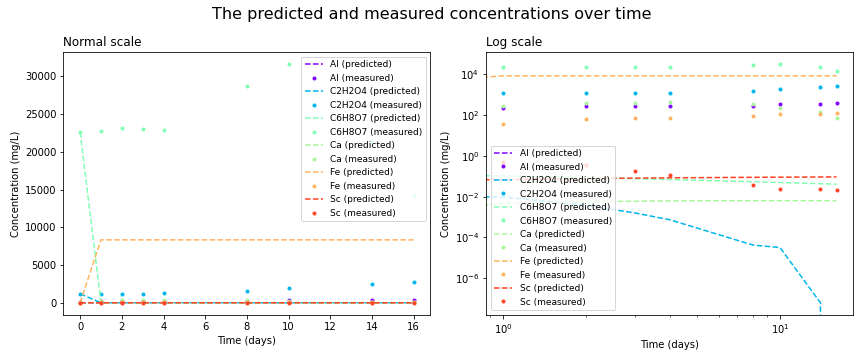 The predicted and measured concentrations over time
Normal scale
Concentration (mg/L)
30000
25000
20000
15000
10000
5000
0
0 2 4 6 8 10 12 14 16
Time (days)
Al (predicted)
Al (measured)
C2H2O4 (predicted)
C2H2O4 (measured)
C6H8O7 (predicted)
C6H8O7 (measured)
Ca (predicted)
Ca (measured)
Fe (predicted)
Fe (measured)
Sc (predicted)
Sc (measured)
Log scale
Concentration (mg/L)
10⁴
10²
10⁰
10⁻²
10⁻⁴
10⁻⁶
10⁰ 10¹
Time (days)
Al (predicted)
Al (measured)
C2H2O4 (predicted)
C2H2O4 (measured)
C6H8O7 (predicted)
C6H8O7 (measured)
Ca (predicted)
Ca (measured)
Fe (predicted)
Fe (measured)
Sc (predicted)
Sc (measured)